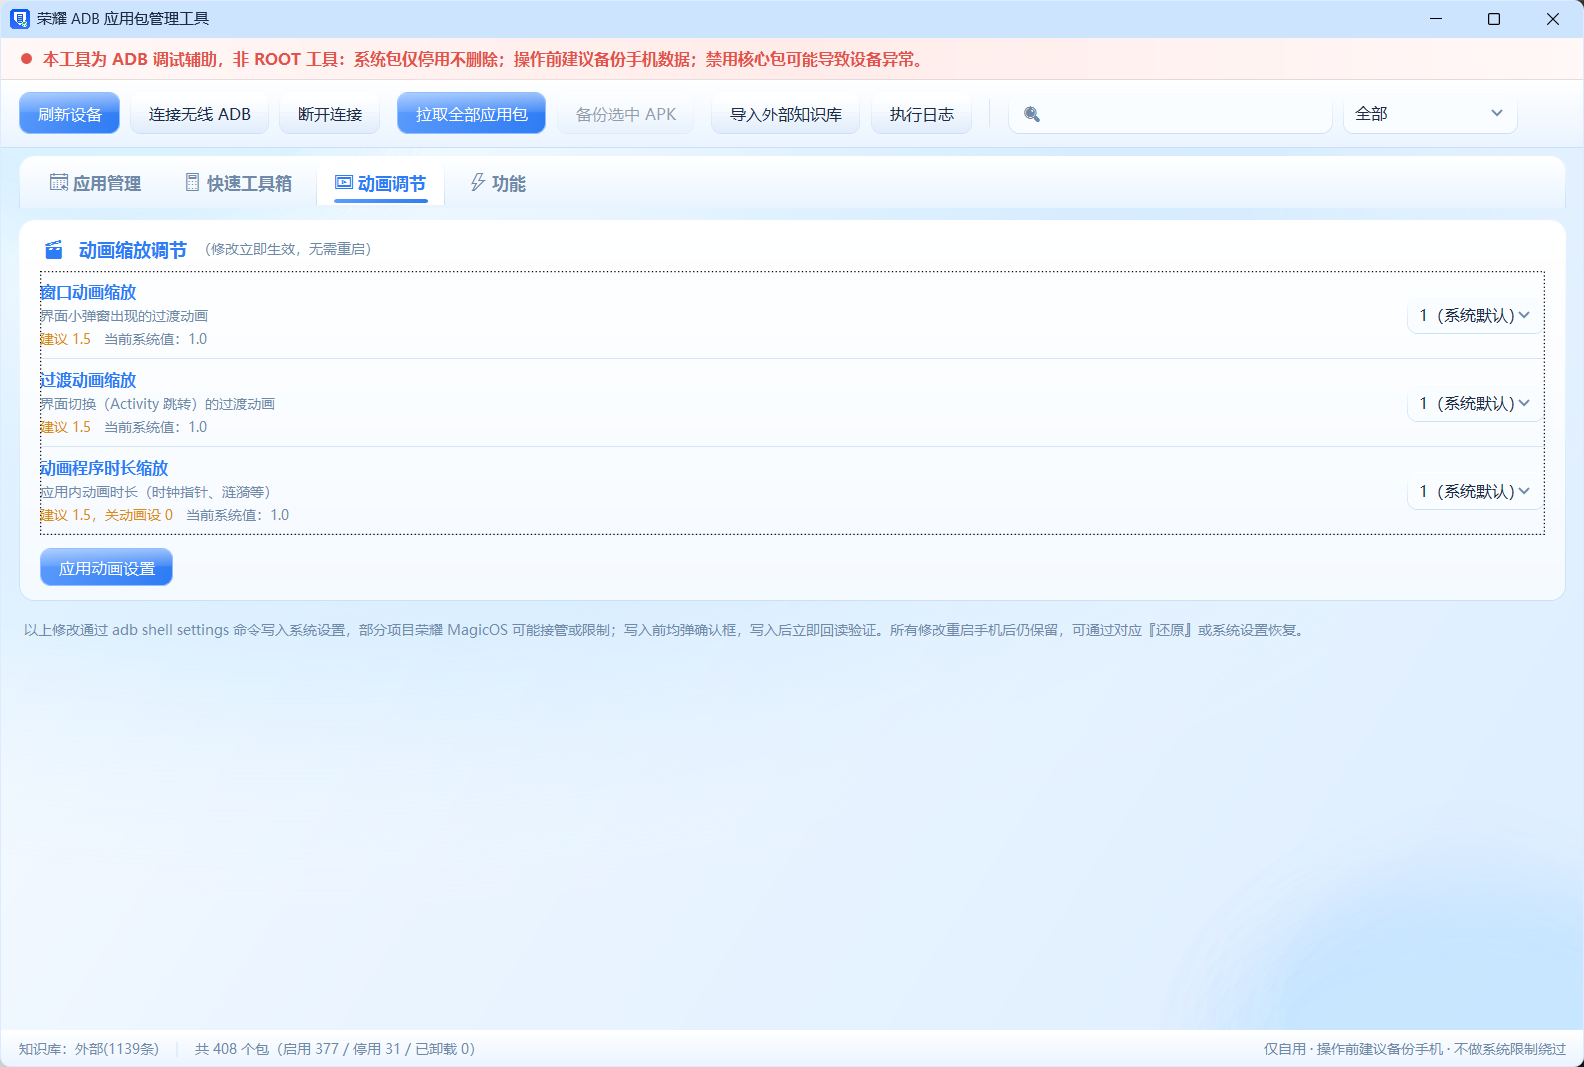 荣耀 ADB 应用包管理工具
本工具为 ADB 调试辅助，非 ROOT 工具：系统包仅停用不删除；操作前建议备份手机数据；禁用核心包可能导致设备异常。
刷新设备 连接无线 ADB 断开连接 拉取全部应用包 备份选中 APK 导入外部知识库 执行日志 全部
应用管理 快速工具箱 动画调节 功能
动画缩放调节 （修改立即生效，无需重启）
窗口动画缩放
界面小弹窗出现的过渡动画
建议 1.5 当前系统值：1.0
1（系统默认）
过渡动画缩放
界面切换（Activity 跳转）的过渡动画
建议 1.5 当前系统值：1.0
1（系统默认）
动画程序时长缩放
应用内动画时长（时钟指针、涟漪等）
建议 1.5，关动画设 0 当前系统值：1.0
1（系统默认）
应用动画设置
以上修改通过 adb shell settings 命令写入系统设置，部分项目荣耀 MagicOS 可能接管或限制；写入前均弹确认框，写入后立即回读验证。所有修改重启手机后仍保留，可通过对应『还原』或系统设置恢复。
知识库：外部(1139条) 共 408 个包（启用 377 / 停用 31 / 已卸载 0） 仅自用 · 操作前建议备份手机 · 不做系统限制绕过